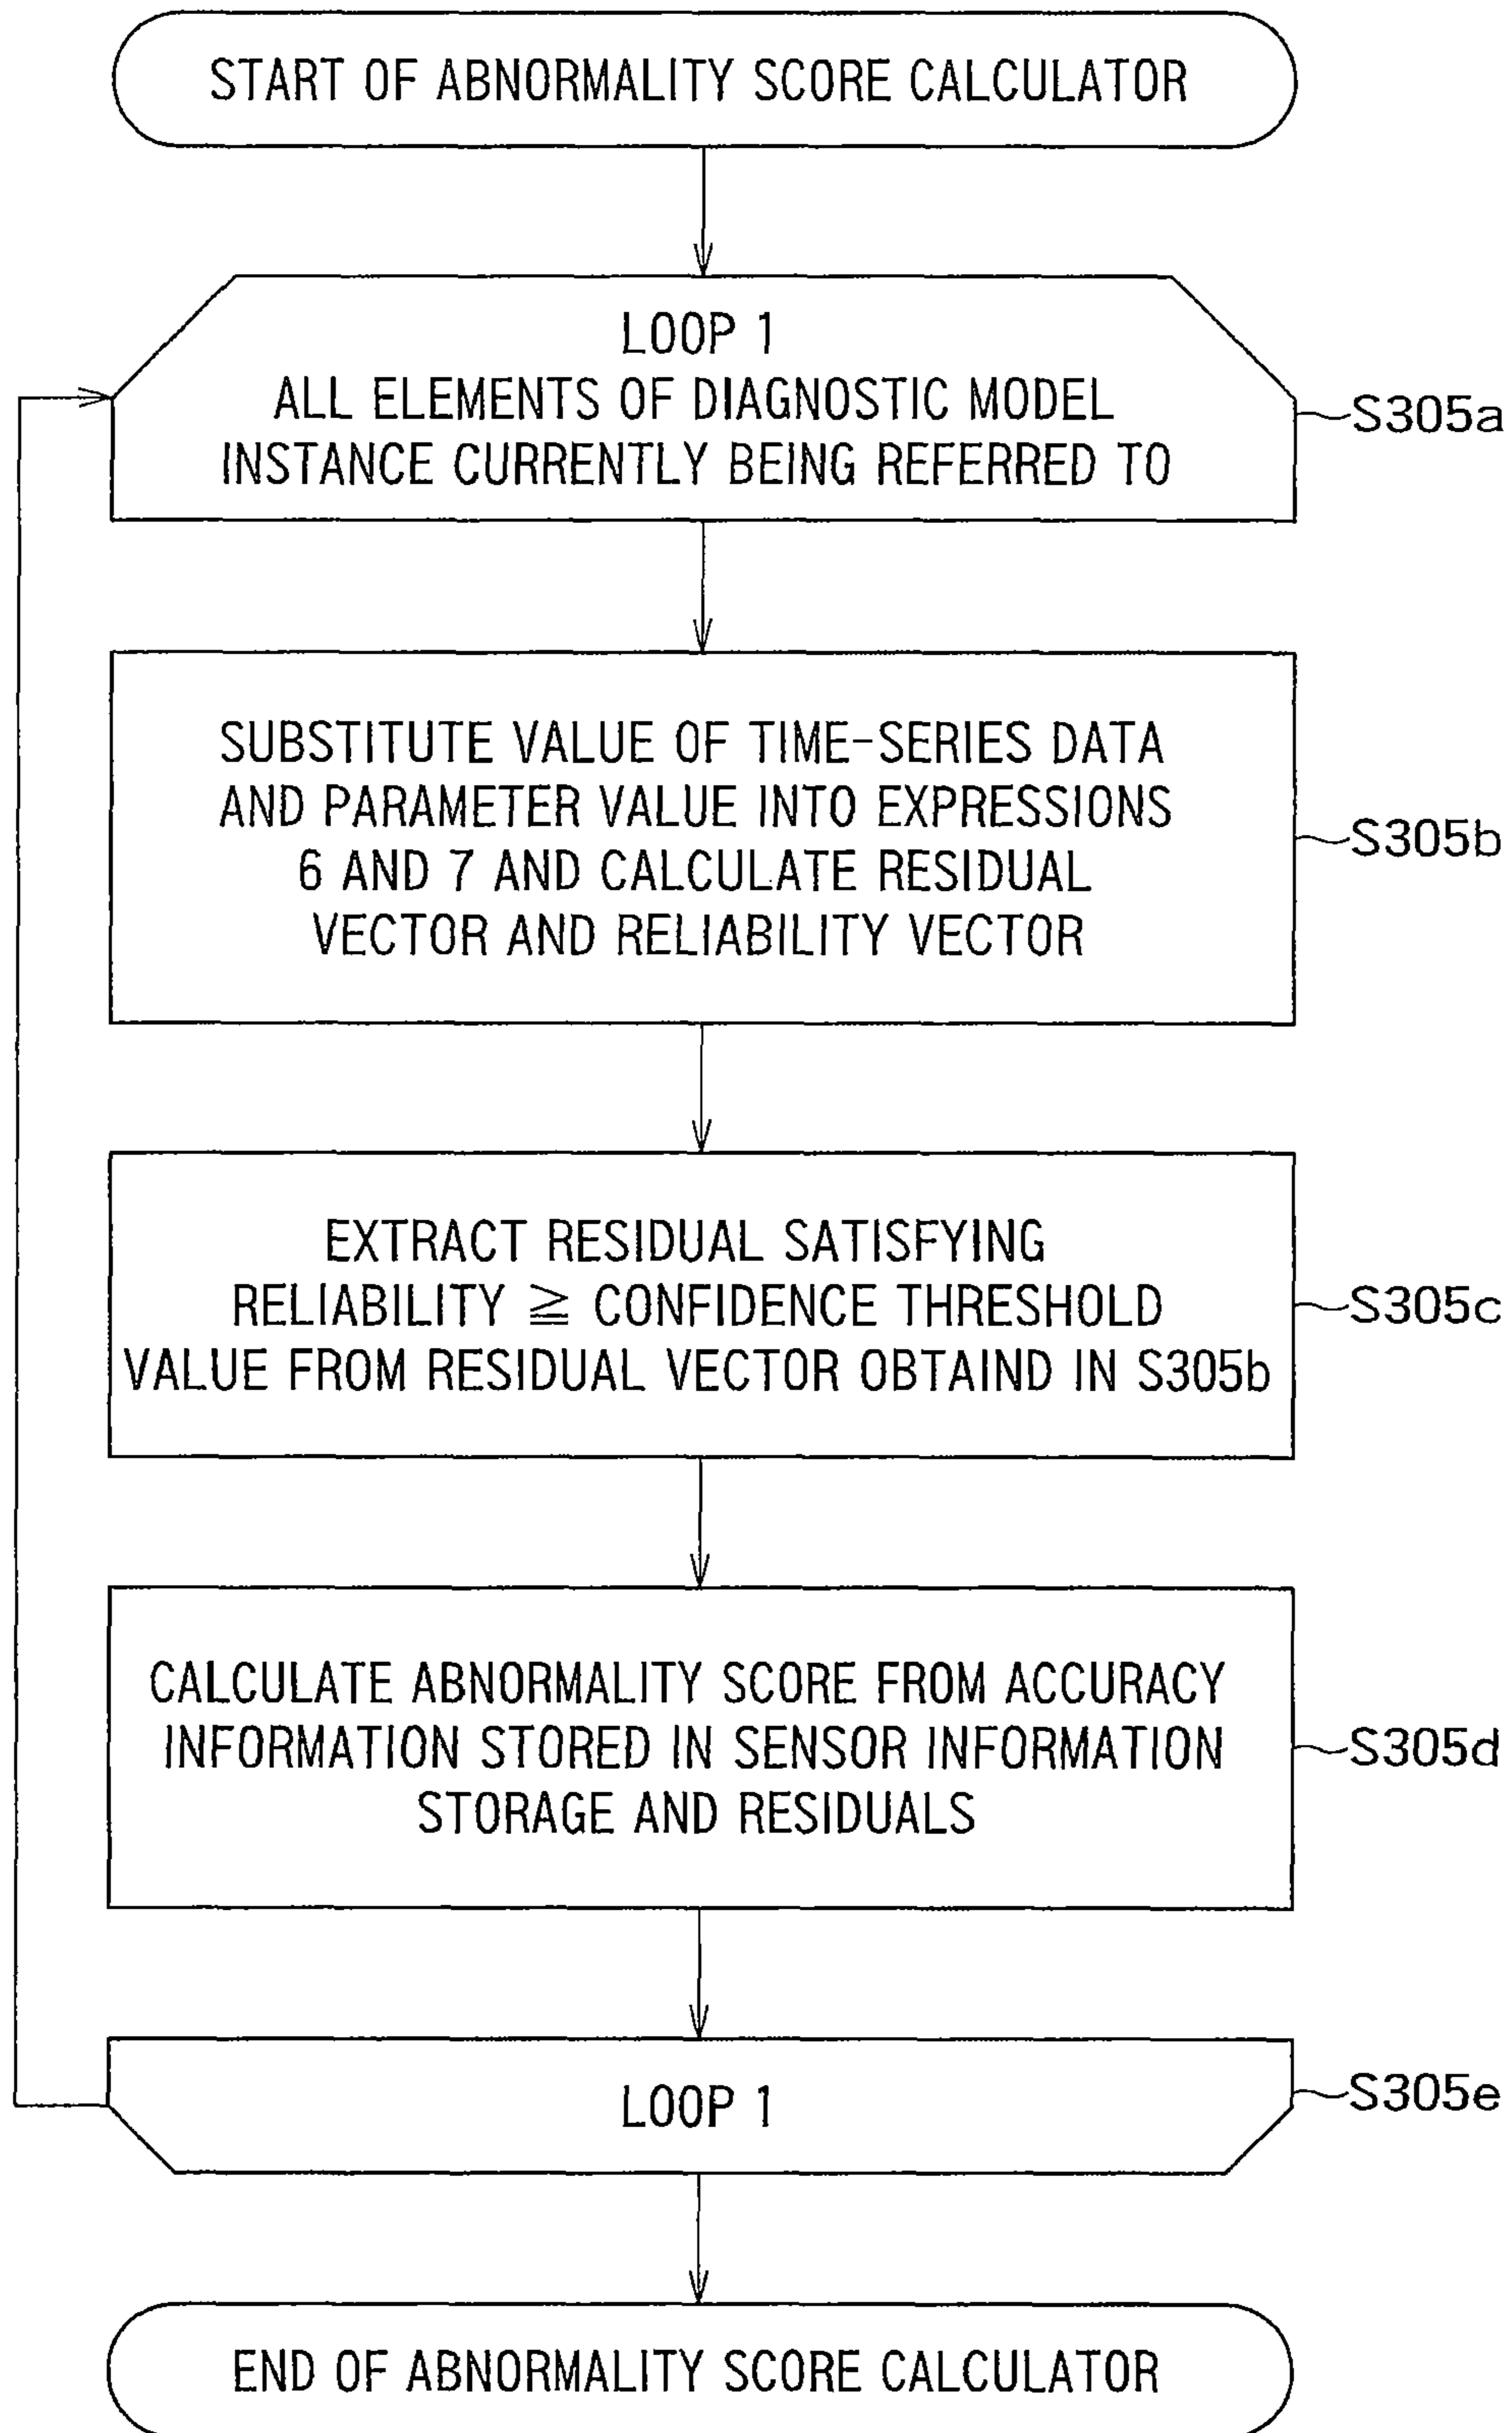 START OF ABNORMALITY SCORE CALCULATOR
LOOP 1
ALL ELEMENTS OF DIAGNOSTIC MODEL
INSTANCE CURRENTLY BEING REFERRED TO
S305a
SUBSTITUTE VALUE OF TIME-SERIES DATA
AND PARAMETER VALUE INTO EXPRESSIONS
6 AND 7 AND CALCULATE RESIDUAL
VECTOR AND RELIABILITY VECTOR
S305b
EXTRACT RESIDUAL SATISFYING
RELIABILITY ≧ CONFIDENCE THRESHOLD
VALUE FROM RESIDUAL VECTOR OBTAIND IN S305b
S305c
CALCULATE ABNORMALITY SCORE FROM ACCURACY
INFORMATION STORED IN SENSOR INFORMATION
STORAGE AND RESIDUALS
S305d
LOOP 1
S305e
END OF ABNORMALITY SCORE CALCULATOR